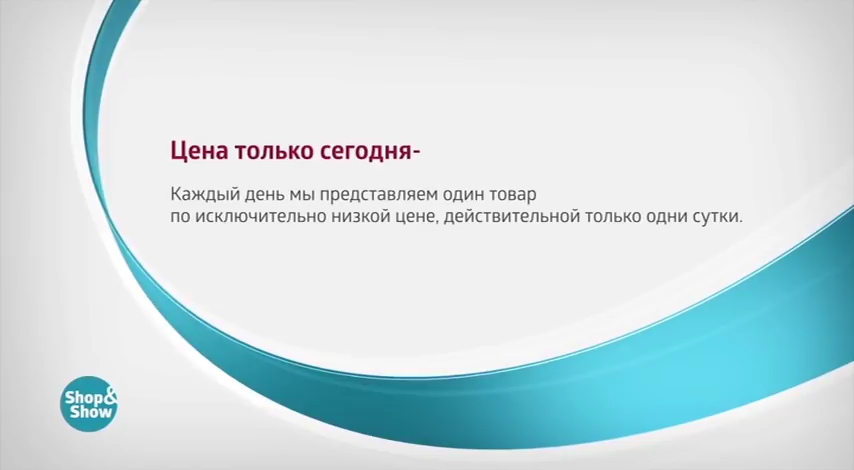 Цена только сегодня-
Каждый день мы представляем один товар
по исключительно низкой цене, действительной только одни сутки.
Shop&
Show